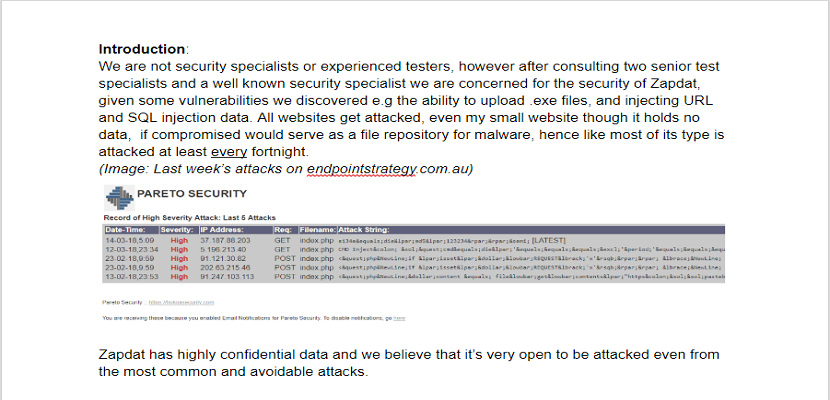 Introduction:
We are not security specialists or experienced testers, however after consulting two senior test
specialists and a well known security specialist we are concerned for the security of Zapdat,
given some vulnerabilities we discovered e.g the ability to upload .exe files, and injecting URL
and SQL injection data. All websites get attacked, even my small website though it holds no
data, if compromised would serve as a file repository for malware, hence like most of its type is
attacked at least every fortnight.
(Image: Last week's attacks on endpointstrategy.com.au)
PARETO SECURITY
Record of High Severity Attack: Last 5 Attacks
Date-Time: Severity: IP Address: Req: Filename: Attack String:
14-03-18,5:09 High 37.187.88.203 GET index.php [LATEST]
12-03-18,23:34 High 5.196.213.40 GET index.php
23-02-18,9:59 High 91.121.30.82 POST index.php
23-02-18,9:59 High 202.63.215.46 POST index.php
13-02-18,23:53 High 91.247.103.113 POST index.php
Pareto Security :
You are receiving these because you enabled Email Notifications for Pareto Security. To disable notifications, go here
Zapdat has highly confidential data and we believe that it's very open to be attacked even from
the most common and avoidable attacks.